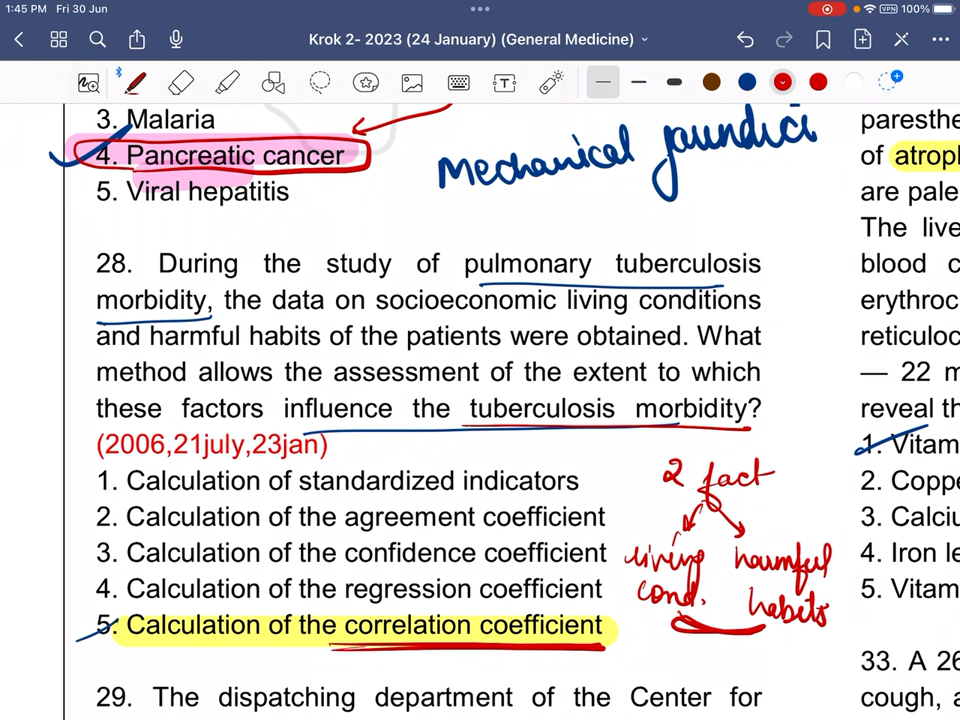 1:45 PM Fri 30 Jun
VPN 100%
Krok 2- 2023 (24 January) (General Medicine)
3. Malaria
4. Pancreatic cancer
5. Viral hepatitis
Mechanical jaundici
28. During the study of pulmonary tuberculosis
morbidity, the data on socioeconomic living conditions
and harmful habits of the patients were obtained. What
method allows the assessment of the extent to which
these factors influence the tuberculosis morbidity?
(2006,21july,23jan)
1. Calculation of standardized indicators
2. Calculation of the agreement coefficient
3. Calculation of the confidence coefficient
4. Calculation of the regression coefficient
5. Calculation of the correlation coefficient
2 fact
living
cond.
harmful
habits
29. The dispatching department of the Center for
paresthe
of atroph
are pale
The live
blood c
erythroc
reticuloc
— 22 m
reveal th
1. Vitam
2. Coppe
3. Calciu
4. Iron le
5. Vitam
33. A 26
cough, a